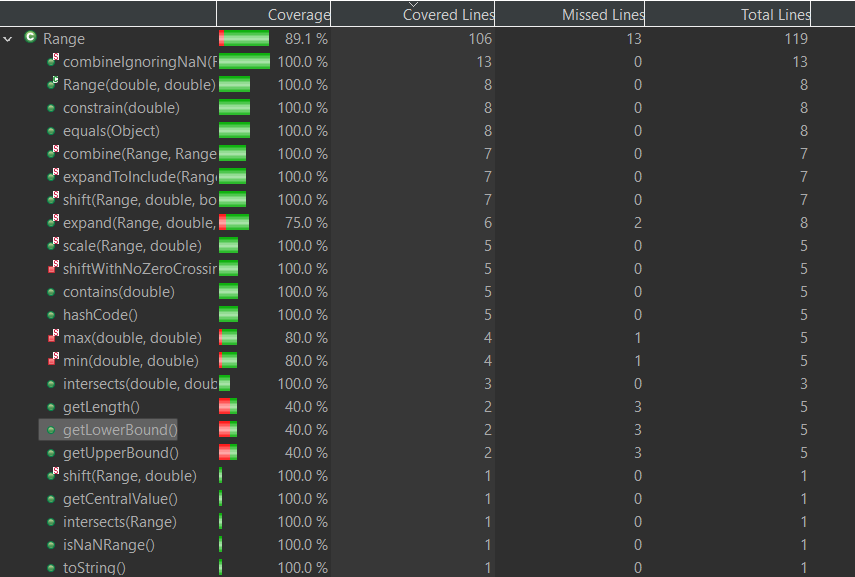 Coverage Covered Lines Missed Lines Total Lines
Range 89.1 % 106 13 119
combineIgnoringNaN(F 100.0 % 13 0 13
Range(double, double) 100.0 % 8 0 8
constrain(double) 100.0 % 8 0 8
equals(Object) 100.0 % 8 0 8
combine(Range, Range 100.0 % 7 0 7
expandToInclude(Rang 100.0 % 7 0 7
shift(Range, double, bo 100.0 % 7 0 7
expand(Range, double, 75.0 % 6 2 8
scale(Range, double) 100.0 % 5 0 5
shiftWithNoZeroCrossin 100.0 % 5 0 5
contains(double) 100.0 % 5 0 5
hashCode() 100.0 % 5 0 5
max(double, double) 80.0 % 4 1 5
min(double, double) 80.0 % 4 1 5
intersects(double, doub 100.0 % 3 0 3
getLength() 40.0 % 2 3 5
getLowerBound() 40.0 % 2 3 5
getUpperBound() 40.0 % 2 3 5
shift(Range, double) 100.0 % 1 0 1
getCentralValue() 100.0 % 1 0 1
intersects(Range) 100.0 % 1 0 1
isNaNRange() 100.0 % 1 0 1
toString() 100.0 % 1 0 1